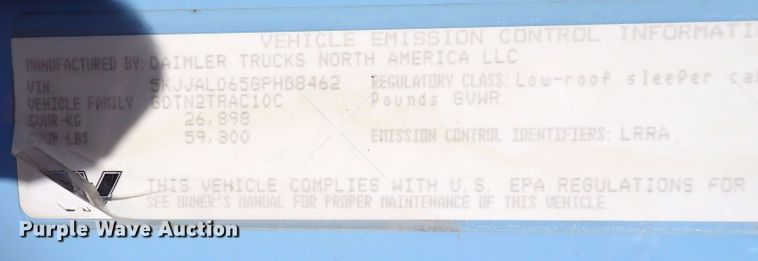 VEHICLE EMISSION CONTROL INFORMATI
MANUFACTURED BY: DAIMLER TRUCKS NORTH AMERICA LLC
VIN: 5KJJALD65GPHB8462 REGULATORY CLASS: Low-roof sleeper ca
VEHICLE FAMILY GDTN2TRAC10C Pounds GVWR.
GVWR-KG 26,898
GVWR-LBS 59,300 EMISSION CONTROL IDENTIFIERS: LRRA
THIS VEHICLE COMPLIES WITH U.S. EPA REGULATIONS FOR
SEE OWNER'S MANUAL FOR PROPER MAINTENANCE OF THIS VEHICLE.
Purple Wave Auction